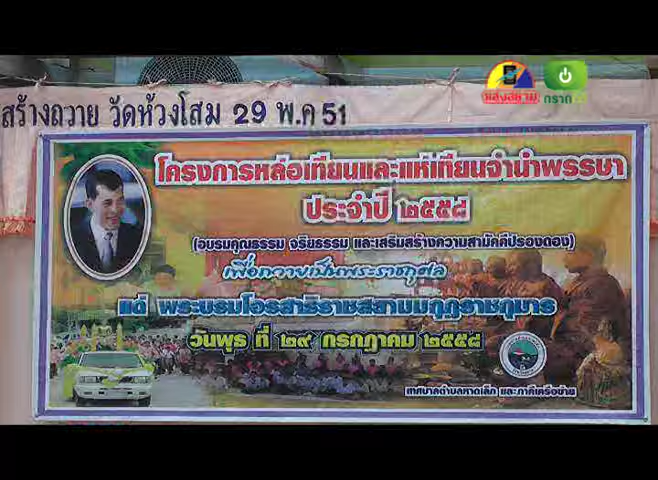 แสงสยาม
สร้างถวาย วัดห้วงโสม 29 พ.ค 51
โครงการหล่อเทียนและแห่เทียนจำนำพรรษา
ประจำปี ๒๕๕๘
(อบรมคุณธรรม จริยธรรม และเสริมสร้างความสามัคคีปรองดอง)
เพื่อถวายเป็นพระราชกุศล
แด่ พระบรมโอรสาธิราชสยามมกุฎราชกุมาร
วันพุธ ที่ ๒๙ กรกฎาคม ๒๕๕๘
เทศบาลตำบลหาดเล็ก และภาคีเครือข่าย